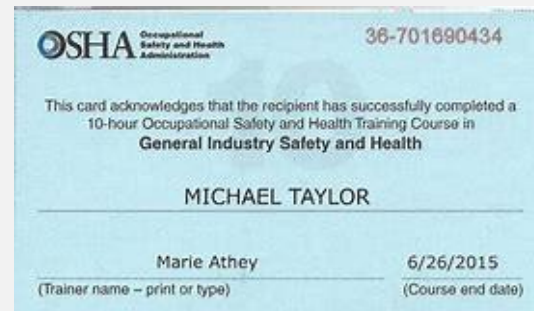 OSHA Occupational
Safety and Health
Administration
36-701690434
This card acknowledges that the recipient has successfully completed a
10-hour Occupational Safety and Health Training Course in
General Industry Safety and Health
MICHAEL TAYLOR
Marie Athey 6/26/2015
(Trainer name – print or type) (Course end date)